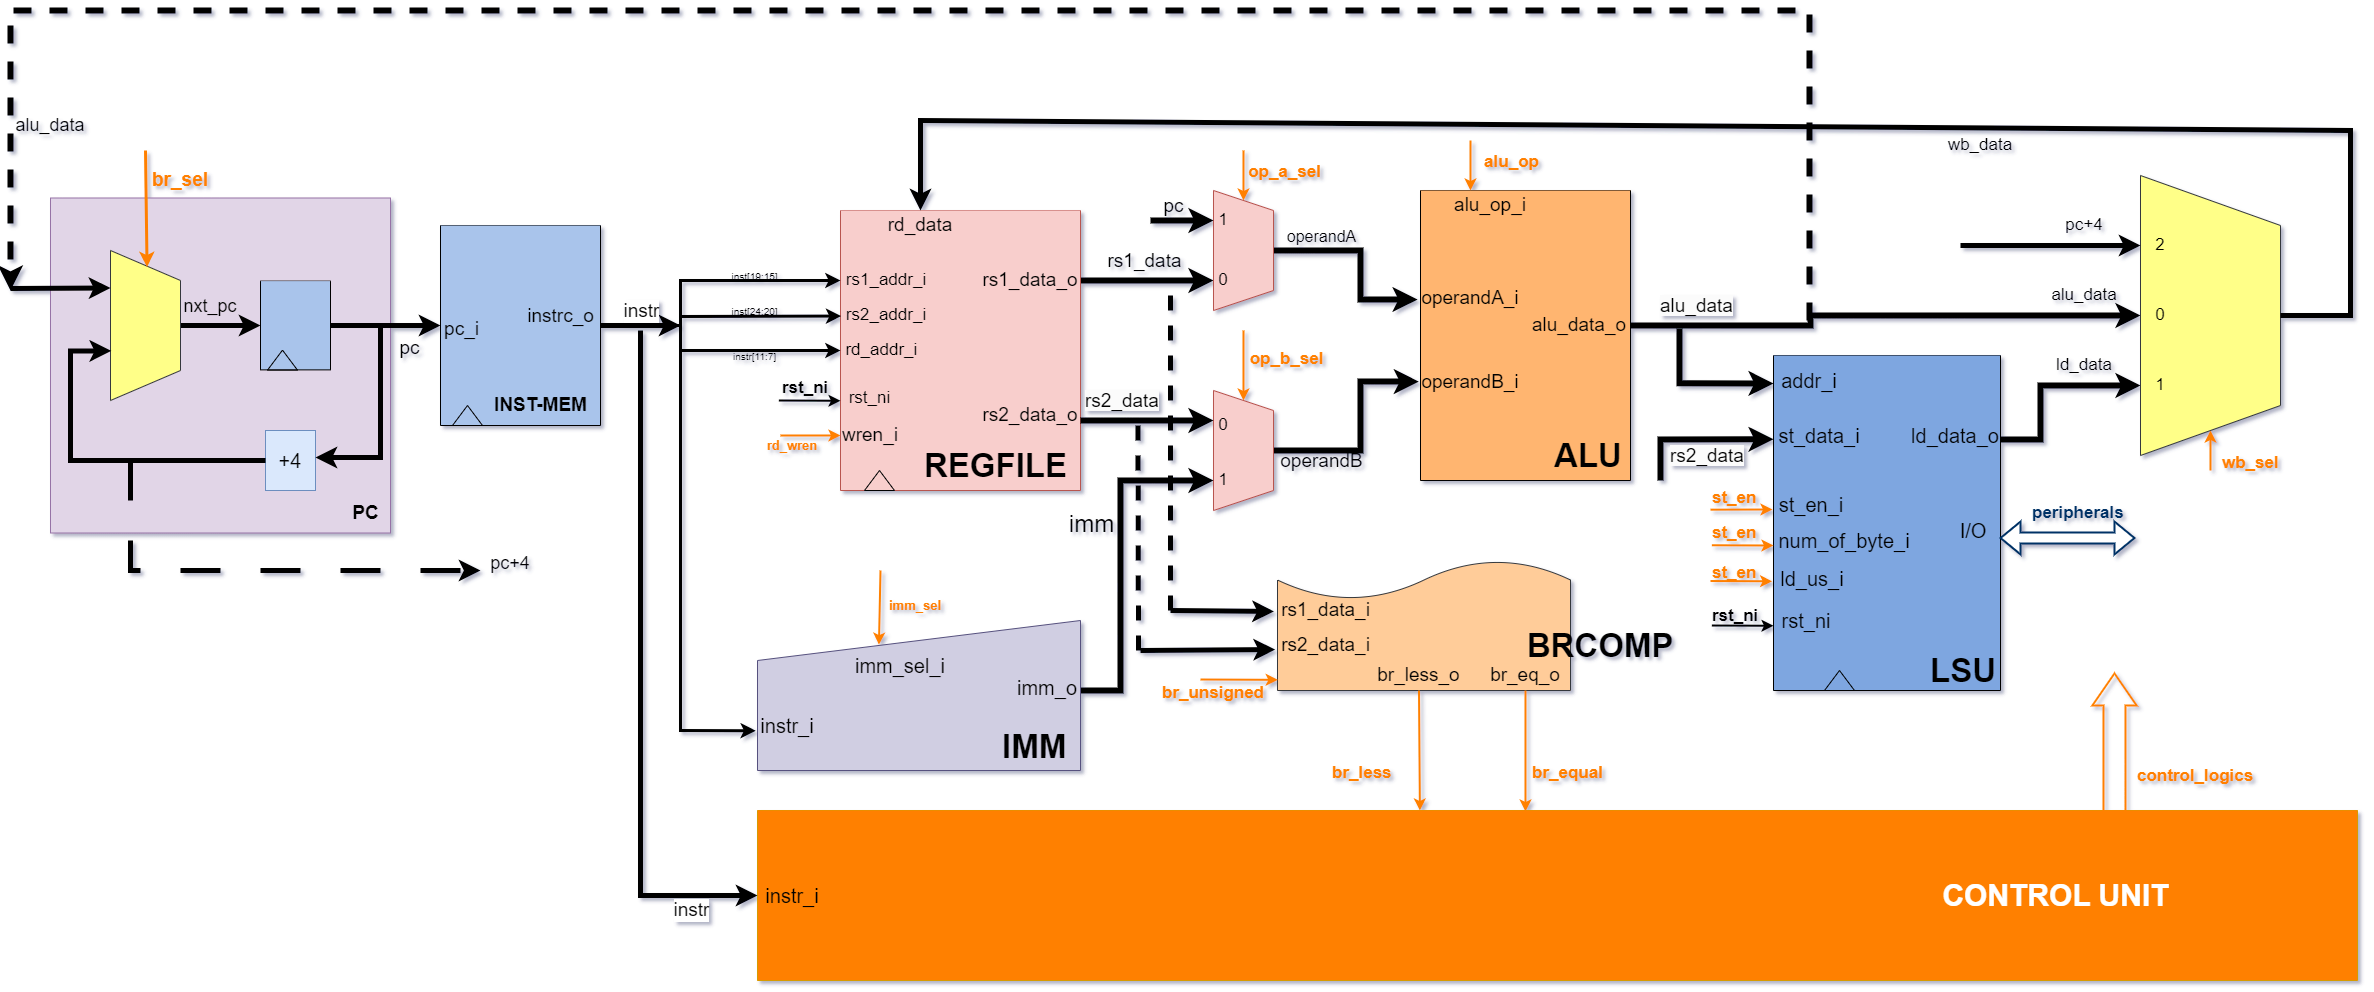 alu_data
br_sel
nxt_pc
pc
+4
PC
pc+4
pc_i
instrc_o
INST-MEM
instr
inst[19:15]
inst[24:20]
instr[11:7]
rst_ni
rd_wren
rd_data
rs1_addr_i
rs2_addr_i
rd_addr_i
rst_ni
wren_i
rs1_data_o
rs2_data_o
REGFILE
rs1_data
rs2_data
pc
op_a_sel
1
0
operandA
op_b_sel
0
1
operandB
imm
imm_sel
imm_sel_i
imm_o
instr_i
IMM
alu_op
alu_op_i
operandA_i
alu_data_o
operandB_i
ALU
alu_data
rs1_data_i
rs2_data_i
BRCOMP
br_less_o
br_eq_o
br_unsigned
br_less
br_equal
rs2_data
st_en
st_en
st_en
rst_ni
addr_i
st_data_i
ld_data_o
st_en_i
I/O
num_of_byte_i
ld_us_i
rst_ni
LSU
peripherals
wb_data
pc+4
2
alu_data
0
ld_data
1
wb_sel
control_logics
instr
instr_i
CONTROL UNIT